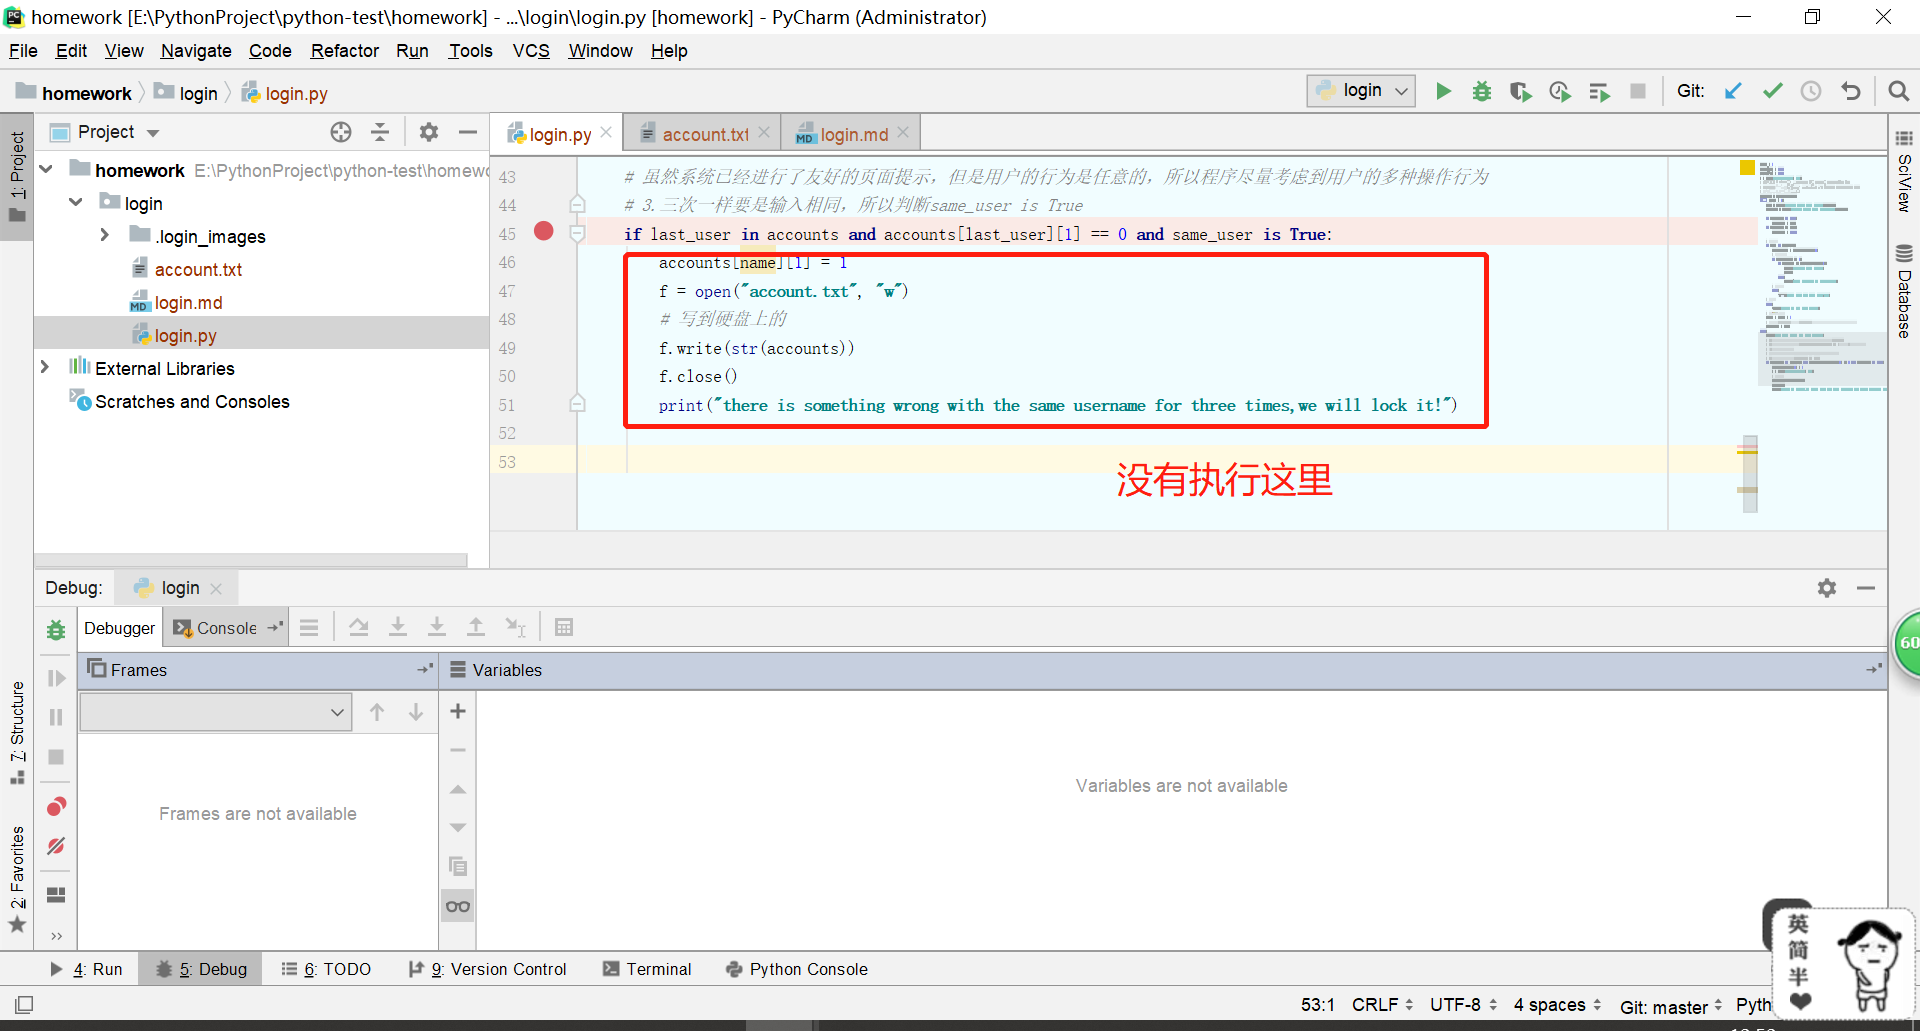 homework [E:\PythonProject\python-test\homework] - ...\login\login.py [homework] - PyCharm (Administrator)
File Edit View Navigate Code Refactor Run Tools VCS Window Help
homework login login.py login Git:
Project login.py account.txt login.md
1: Project
homework E:\PythonProject\python-test\homewo
login
.login_images
account.txt
login.md
login.py
External Libraries
Scratches and Consoles
43 # 虽然系统已经进行了友好的页面提示，但是用户的行为是任意的，所以程序尽量考虑到用户的多种操作行为
44 # 3.三次一样要是输入相同，所以判断same_user is True
45 if last_user in accounts and accounts[last_user][1] == 0 and same_user is True:
46 accounts[name][1] = 1
47 f = open("account.txt", "w")
48 # 写到硬盘上的
49 f.write(str(accounts))
50 f.close()
51 print("there is something wrong with the same username for three times,we will lock it!")
52
53
没有执行这里
SciView
Database
Debug: login
Debugger Console
Frames Variables
Frames are not available
Variables are not available
7: Structure
2: Favorites
60
英
简
半
4: Run 5: Debug 6: TODO 9: Version Control Terminal Python Console
53:1 CRLF UTF-8 4 spaces Git: master Pyth